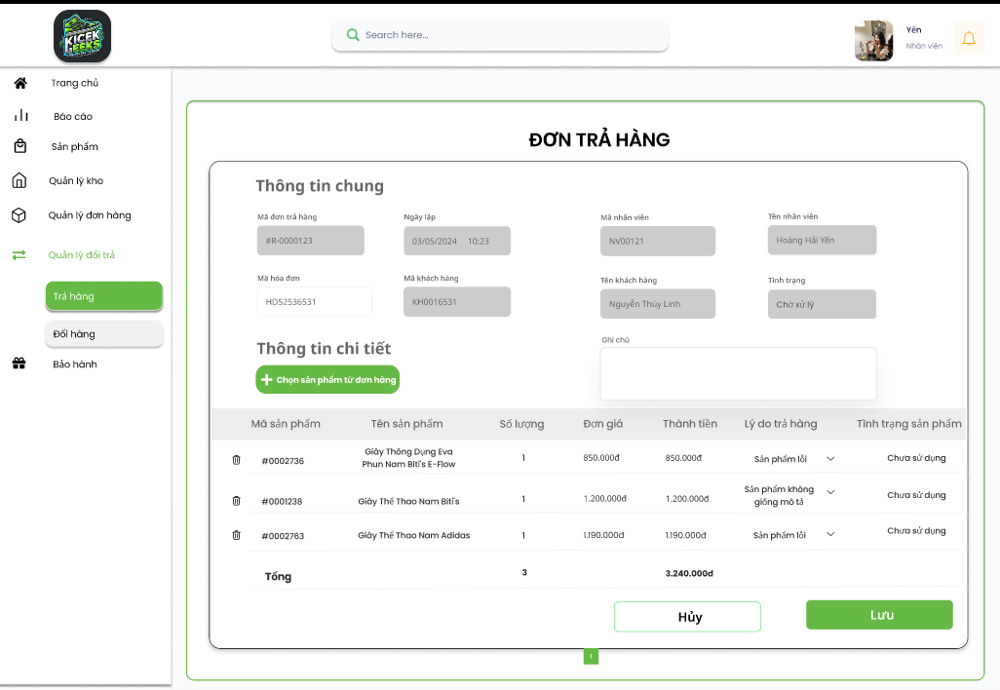 KICEK
GEEKS
Search here...
Yến
Nhân viên
Trang chủ
Báo cáo
Sản phẩm
Quản lý kho
Quản lý đơn hàng
Quản lý đổi trả
Trả hàng
Đổi hàng
Bảo hành
ĐƠN TRẢ HÀNG
Thông tin chung
Mã đơn trả hàng
Ngày lập
Mã nhân viên
Tên nhân viên
#R-0000123
03/05/2024 10:23
NV00121
Hoàng Hải Yến
Mã hóa đơn
Mã khách hàng
Tên khách hàng
Tình trạng
HD52536531
KH0016531
Nguyễn Thùy Linh
Chờ xử lý
Thông tin chi tiết
Ghi chú
Chọn sản phẩm từ đơn hàng
Mã sản phẩm Tên sản phẩm Số lượng Đơn giá Thành tiền Lý do trả hàng Tình trạng sản phẩm
#0002736 Giày Thông Dụng Eva Phun Nam Biti's E-Flow 1 850.000đ 850.000đ Sản phẩm lỗi Chưa sử dụng
#0001238 Giày Thể Thao Nam Biti's 1 1.200.000đ 1.200.000đ Sản phẩm không giống mô tả Chưa sử dụng
#0002763 Giày Thể Thao Nam Adidas 1 1.190.000đ 1.190.000đ Sản phẩm lỗi Chưa sử dụng
Tổng 3 3.240.000đ
Hủy
Lưu
1